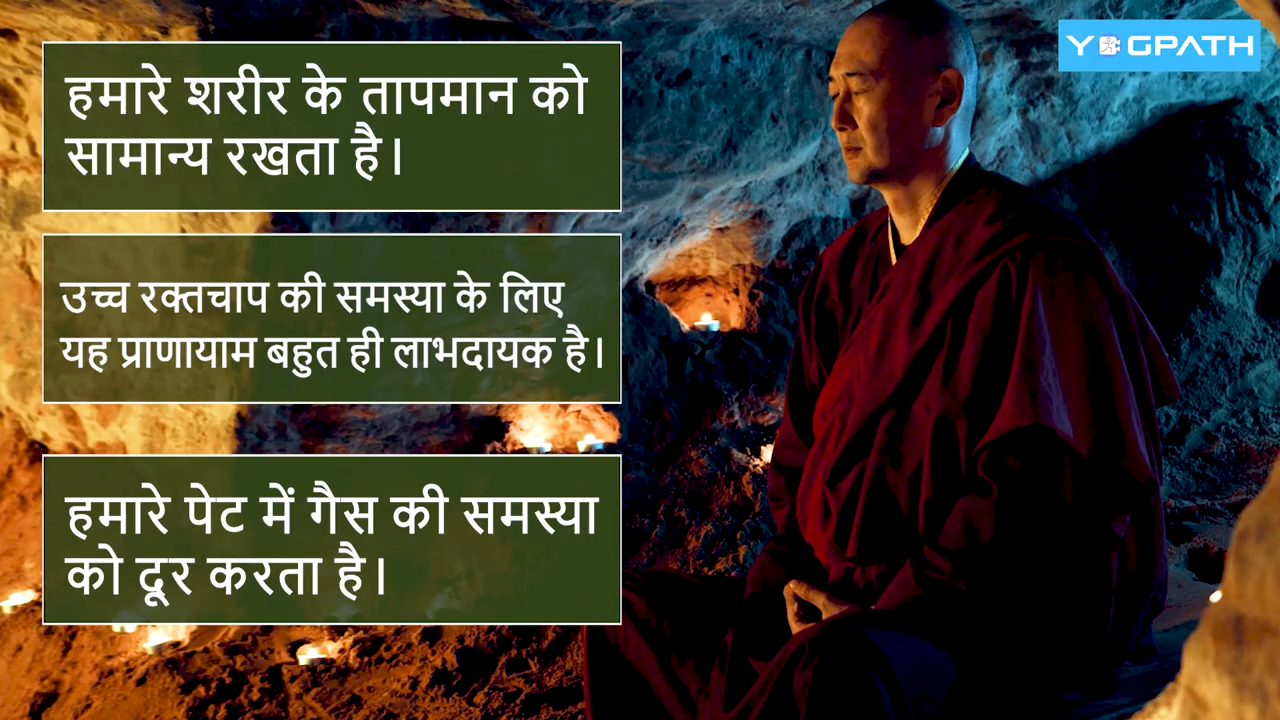 YOGPATH
हमारे शरीर के तापमान को
सामान्य रखता है।
उच्च रक्तचाप की समस्या के लिए
यह प्राणायाम बहुत ही लाभदायक है।
हमारे पेट में गैस की समस्या
को दूर करता है।